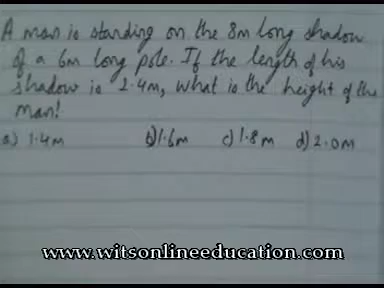 A man is standing on the 8m long shadow
of a 6m long pole. If the length of his
shadow is 2.4m, what is the height of the
man!
a) 1.4m b) 1.6m c) 1.8m d) 2.0m
www.witsonlineeducation.com